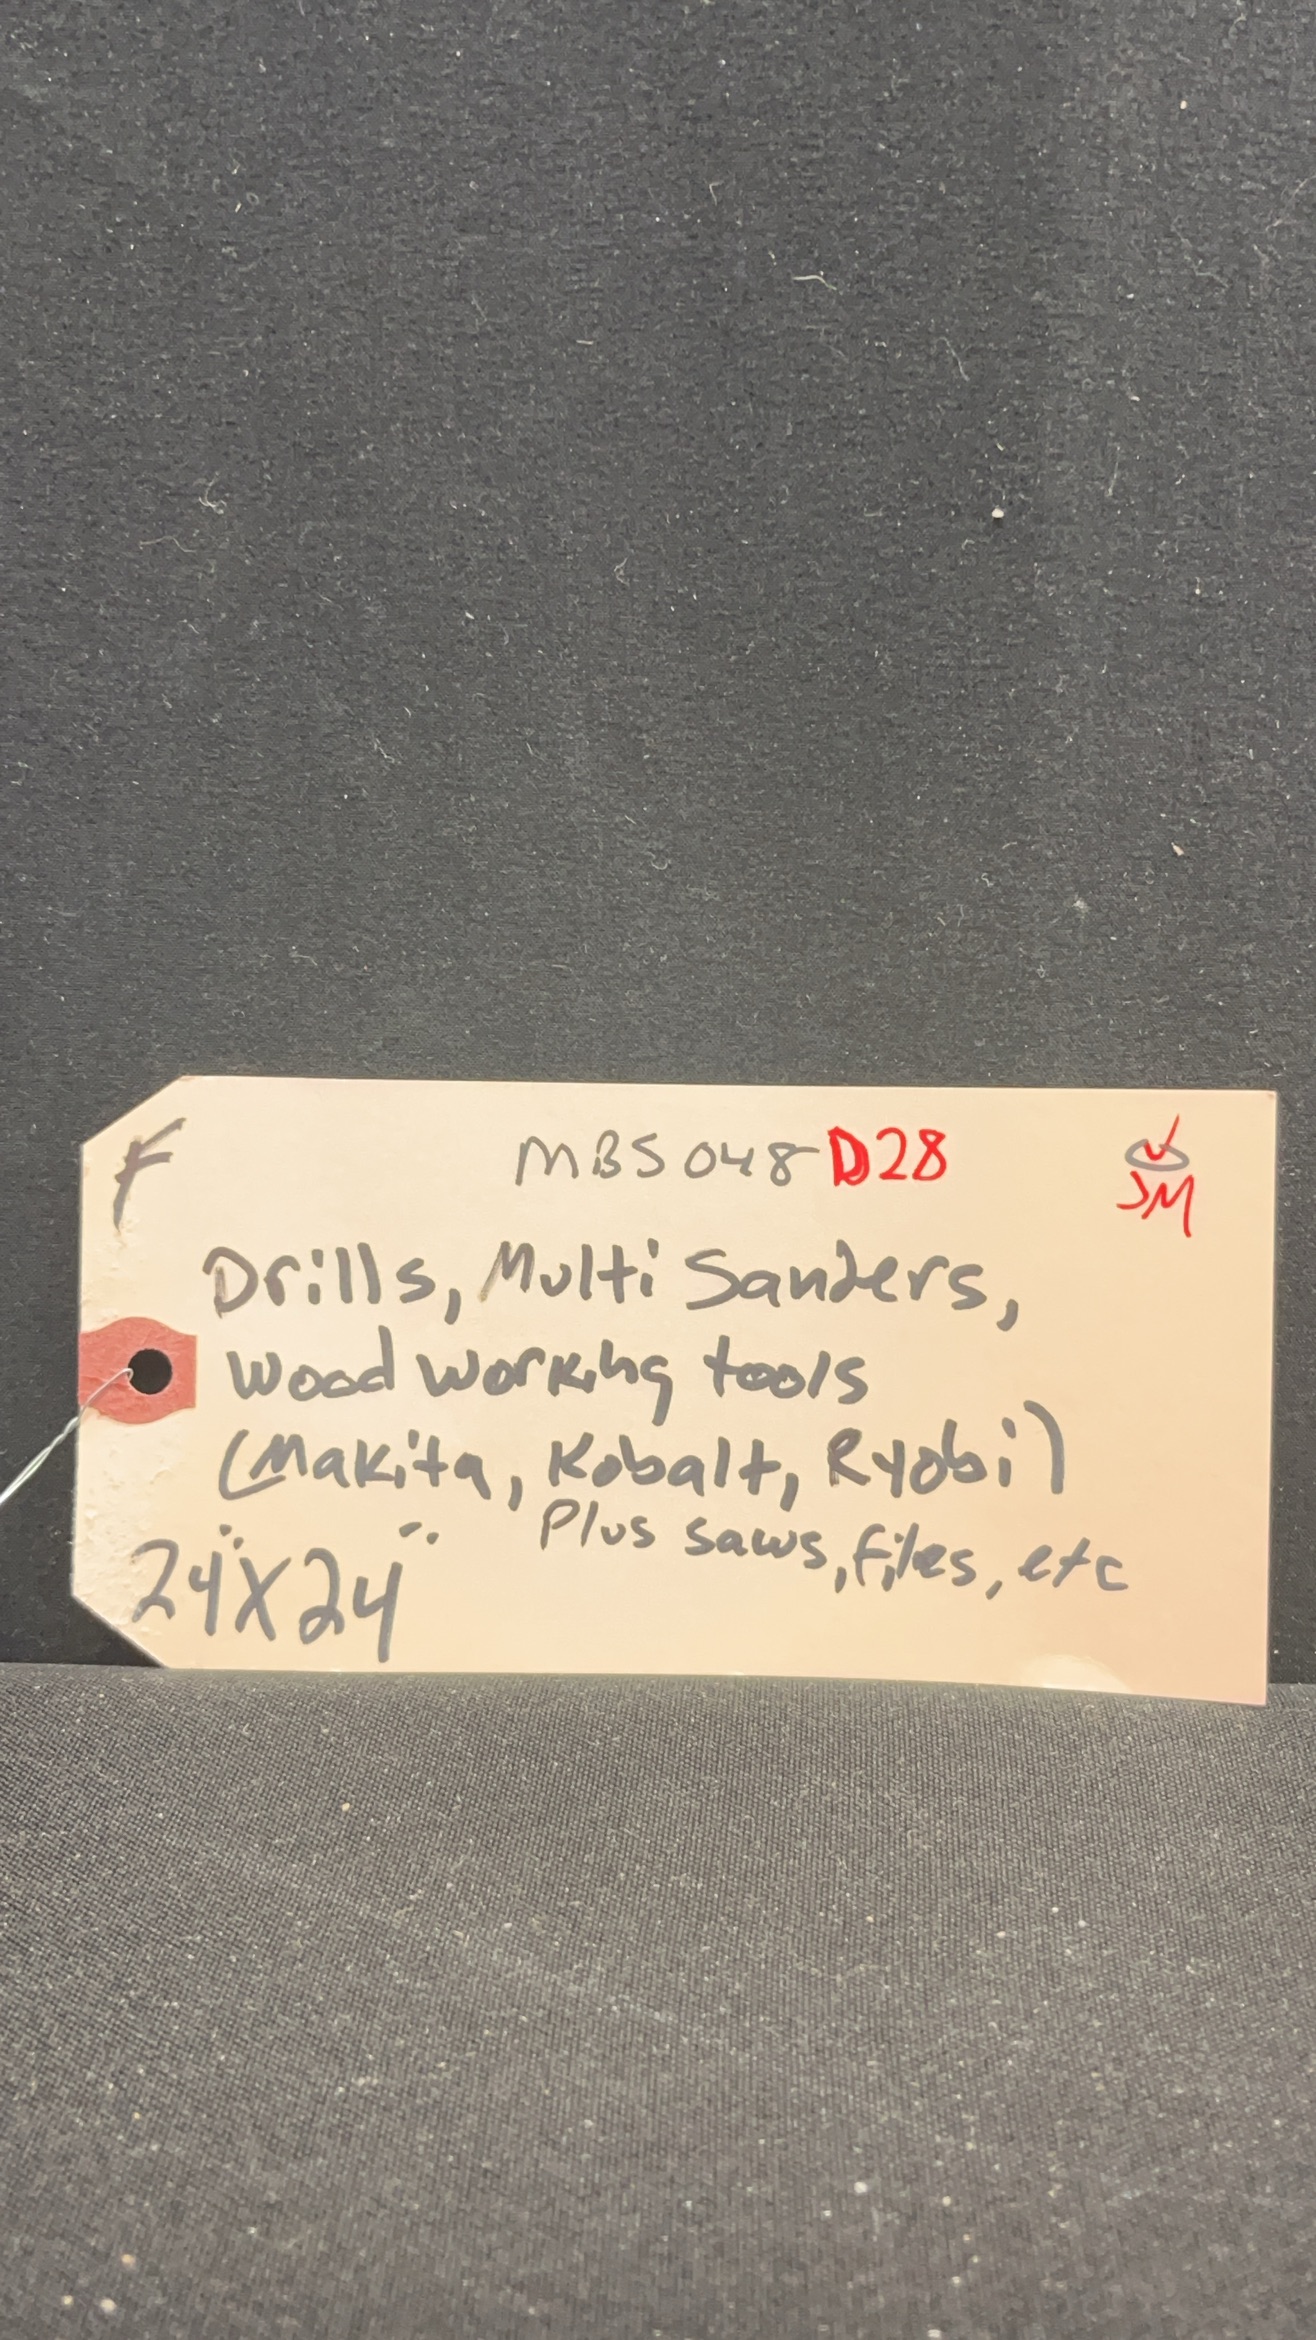 F
MBS048 D28
JM
Drills, Multi Sanders,
Wood working tools
(Makita, Kobalt, Ryobi)
Plus saws, files, etc
24"X24"